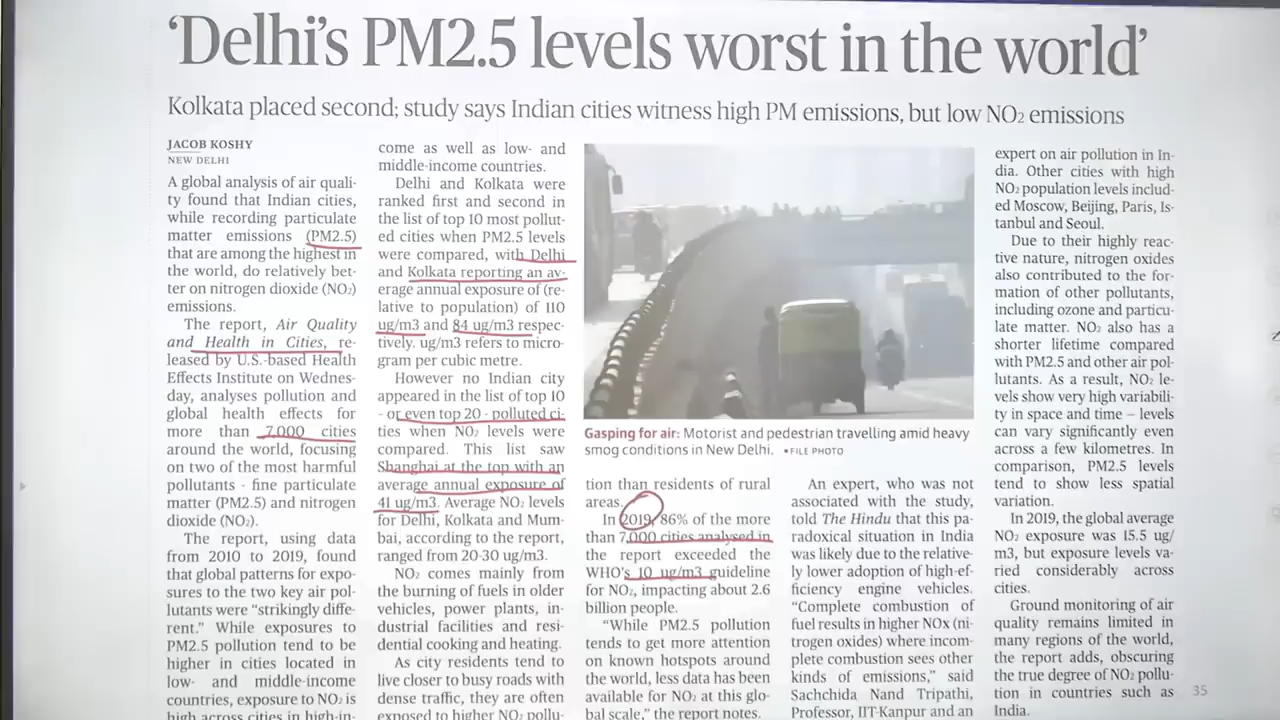 ‘Delhi’s PM2.5 levels worst in the world’
Kolkata placed second; study says Indian cities witness high PM emissions, but low NO2 emissions
JACOB KOSHY
NEW DELHI
A global analysis of air quali-
ty found that Indian cities,
while recording particulate
matter emissions (PM2.5)
that are among the highest in
the world, do relatively bet-
ter on nitrogen dioxide (NO2)
emissions.
The report, Air Quality
and Health in Cities, re-
leased by U.S.-based Health
Effects Institute on Wednes-
day, analyses pollution and
global health effects for
more than 7,000 cities
around the world, focusing
on two of the most harmful
pollutants - fine particulate
matter (PM2.5) and nitrogen
dioxide (NO2).
The report, using data
from 2010 to 2019, found
that global patterns for expo-
sures to the two key air pol-
lutants were “strikingly diffe-
rent.” While exposures to
PM2.5 pollution tend to be
higher in cities located in
low- and middle-income
countries, exposure to NO2 is
high across cities in high-in-
come as well as low- and
middle-income countries.
Delhi and Kolkata were
ranked first and second in
the list of top 10 most pollut-
ed cities when PM2.5 levels
were compared, with Delhi
and Kolkata reporting an av-
erage annual exposure of (re-
lative to population) of 110
ug/m3 and 84 ug/m3 respec-
tively. ug/m3 refers to micro-
gram per cubic metre.
However no Indian city
appeared in the list of top 10
- or even top 20 - polluted ci-
ties when NO2 levels were
compared. This list saw
Shanghai at the top with an
average annual exposure of
41 ug/m3. Average NO2 levels
for Delhi, Kolkata and Mum-
bai, according to the report,
ranged from 20-30 ug/m3.
NO2 comes mainly from
the burning of fuels in older
vehicles, power plants, in-
dustrial facilities and resi-
dential cooking and heating.
As city residents tend to
live closer to busy roads with
dense traffic, they are often
exposed to higher NO2 pollu-
Gasping for air: Motorist and pedestrian travelling amid heavy
smog conditions in New Delhi. •FILE PHOTO
tion than residents of rural
areas.
In 2019, 86% of the more
than 7,000 cities analysed in
the report exceeded the
WHO’s 10 ug/m3 guideline
for NO2, impacting about 2.6
billion people.
“While PM2.5 pollution
tends to get more attention
on known hotspots around
the world, less data has been
available for NO2 at this glo-
bal scale,” the report notes.
An expert, who was not
associated with the study,
told The Hindu that this pa-
radoxical situation in India
was likely due to the relative-
ly lower adoption of high-ef-
ficiency engine vehicles.
“Complete combustion of
fuel results in higher NOx (ni-
trogen oxides) where incom-
plete combustion sees other
kinds of emissions,” said
Sachchida Nand Tripathi,
Professor, IIT-Kanpur and an
expert on air pollution in In-
dia. Other cities with high
NO2 population levels includ-
ed Moscow, Beijing, Paris, Is-
tanbul and Seoul.
Due to their highly reac-
tive nature, nitrogen oxides
also contributed to the for-
mation of other pollutants,
including ozone and particu-
late matter. NO2 also has a
shorter lifetime compared
with PM2.5 and other air pol-
lutants. As a result, NO2 le-
vels show very high variabili-
ty in space and time – levels
can vary significantly even
across a few kilometres. In
comparison, PM2.5 levels
tend to show less spatial
variation.
In 2019, the global average
NO2 exposure was 15.5 ug/
m3, but exposure levels va-
ried considerably across
cities.
Ground monitoring of air
quality remains limited in
many regions of the world,
the report adds, obscuring
the true degree of NO2 pollu-
tion in countries such as
India.
35